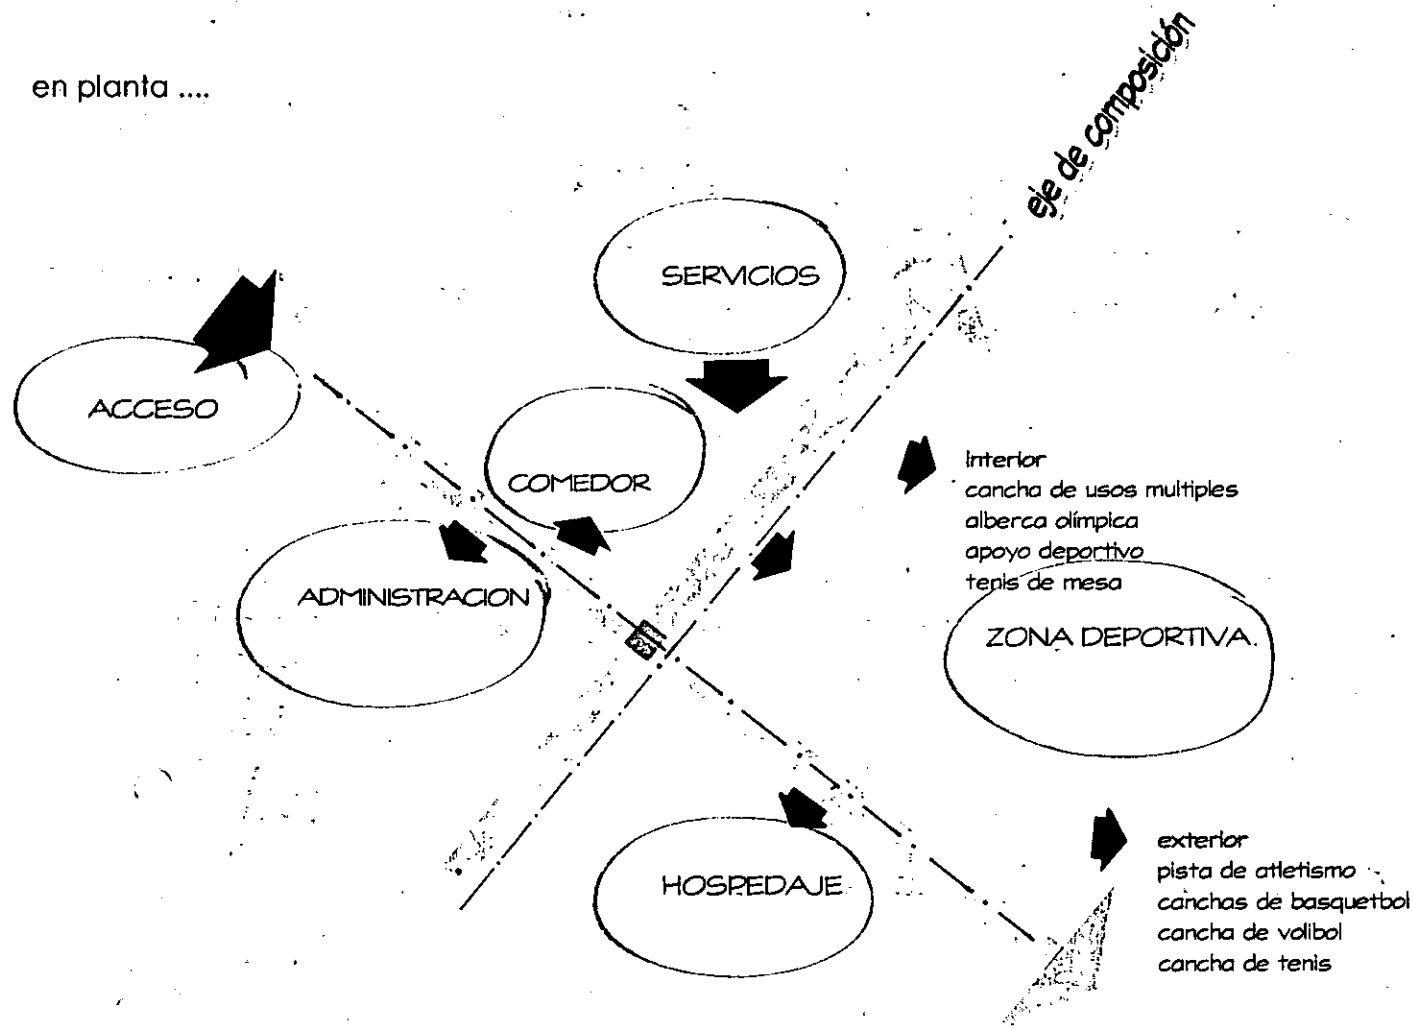 en planta ....
eje de composición
SERVICIOS
ACCESO
COMEDOR
ADMINISTRACION
Interior
cancha de usos multiples
alberca olímpica
apoyo deportivo
tenis de mesa
ZONA DEPORTIVA
HOSPEDAJE
exterior
pista de atletismo
canchas de basquetbol
cancha de volibol
cancha de tenis